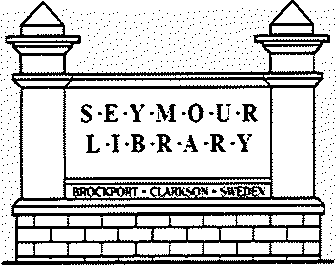 S·E·Y·M·O·U·R
L·I·B·R·A·R·Y
BROCKPORT · CLARKSON · SWEDEN